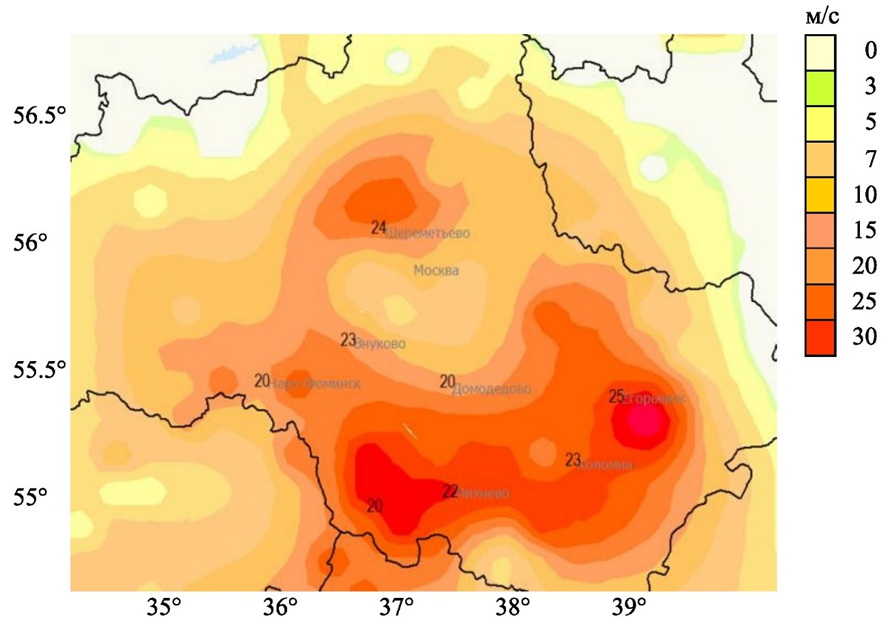 м/с
0
3
5
7
10
15
20
25
30
56.5°
56°
55.5°
55°
24 Шереметьево
Москва
23 Внуково
20 Наро-Фоминск
20 Домодедово
25 Егорьевск
23 Коломна
22 Михнево
20
35° 36° 37° 38° 39°